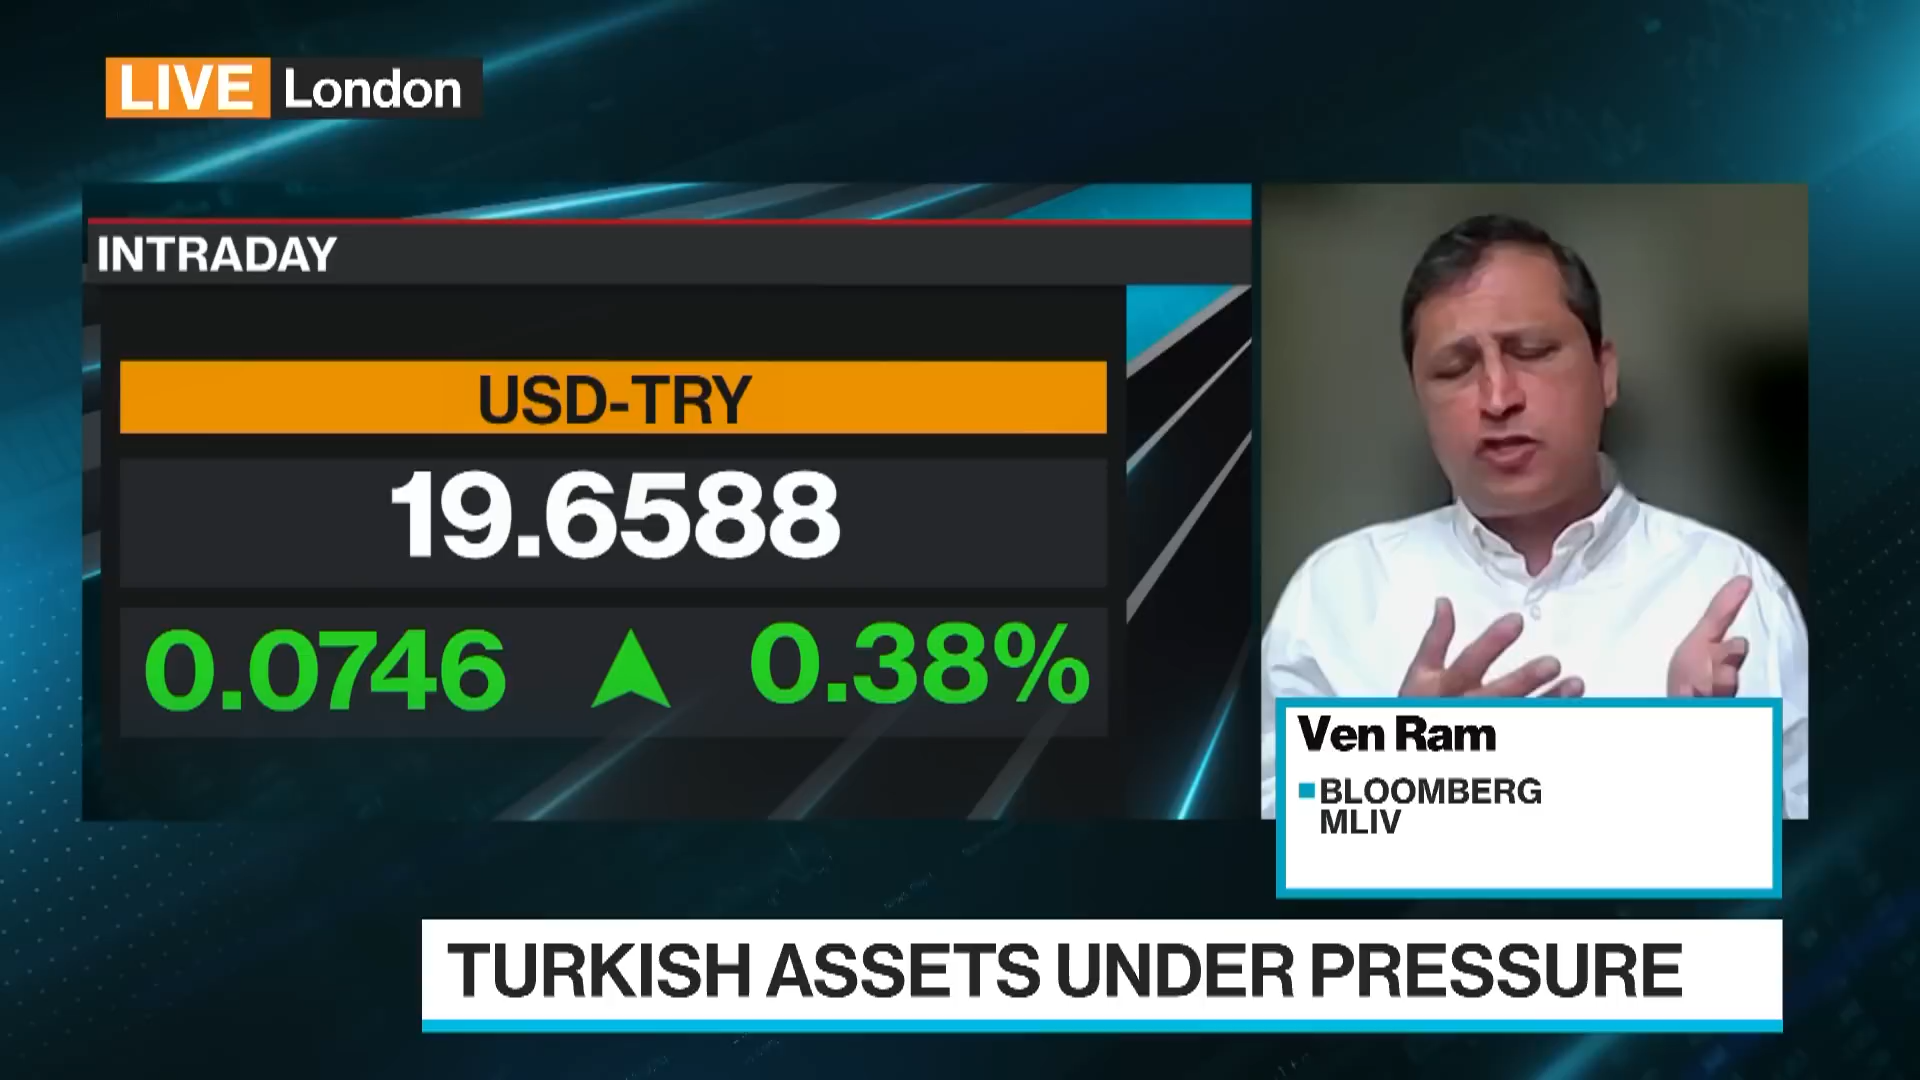 LIVE London
INTRADAY
USD-TRY
19.6588
0.0746 ▲ 0.38%
Ven Ram
BLOOMBERG
MLIV
TURKISH ASSETS UNDER PRESSURE